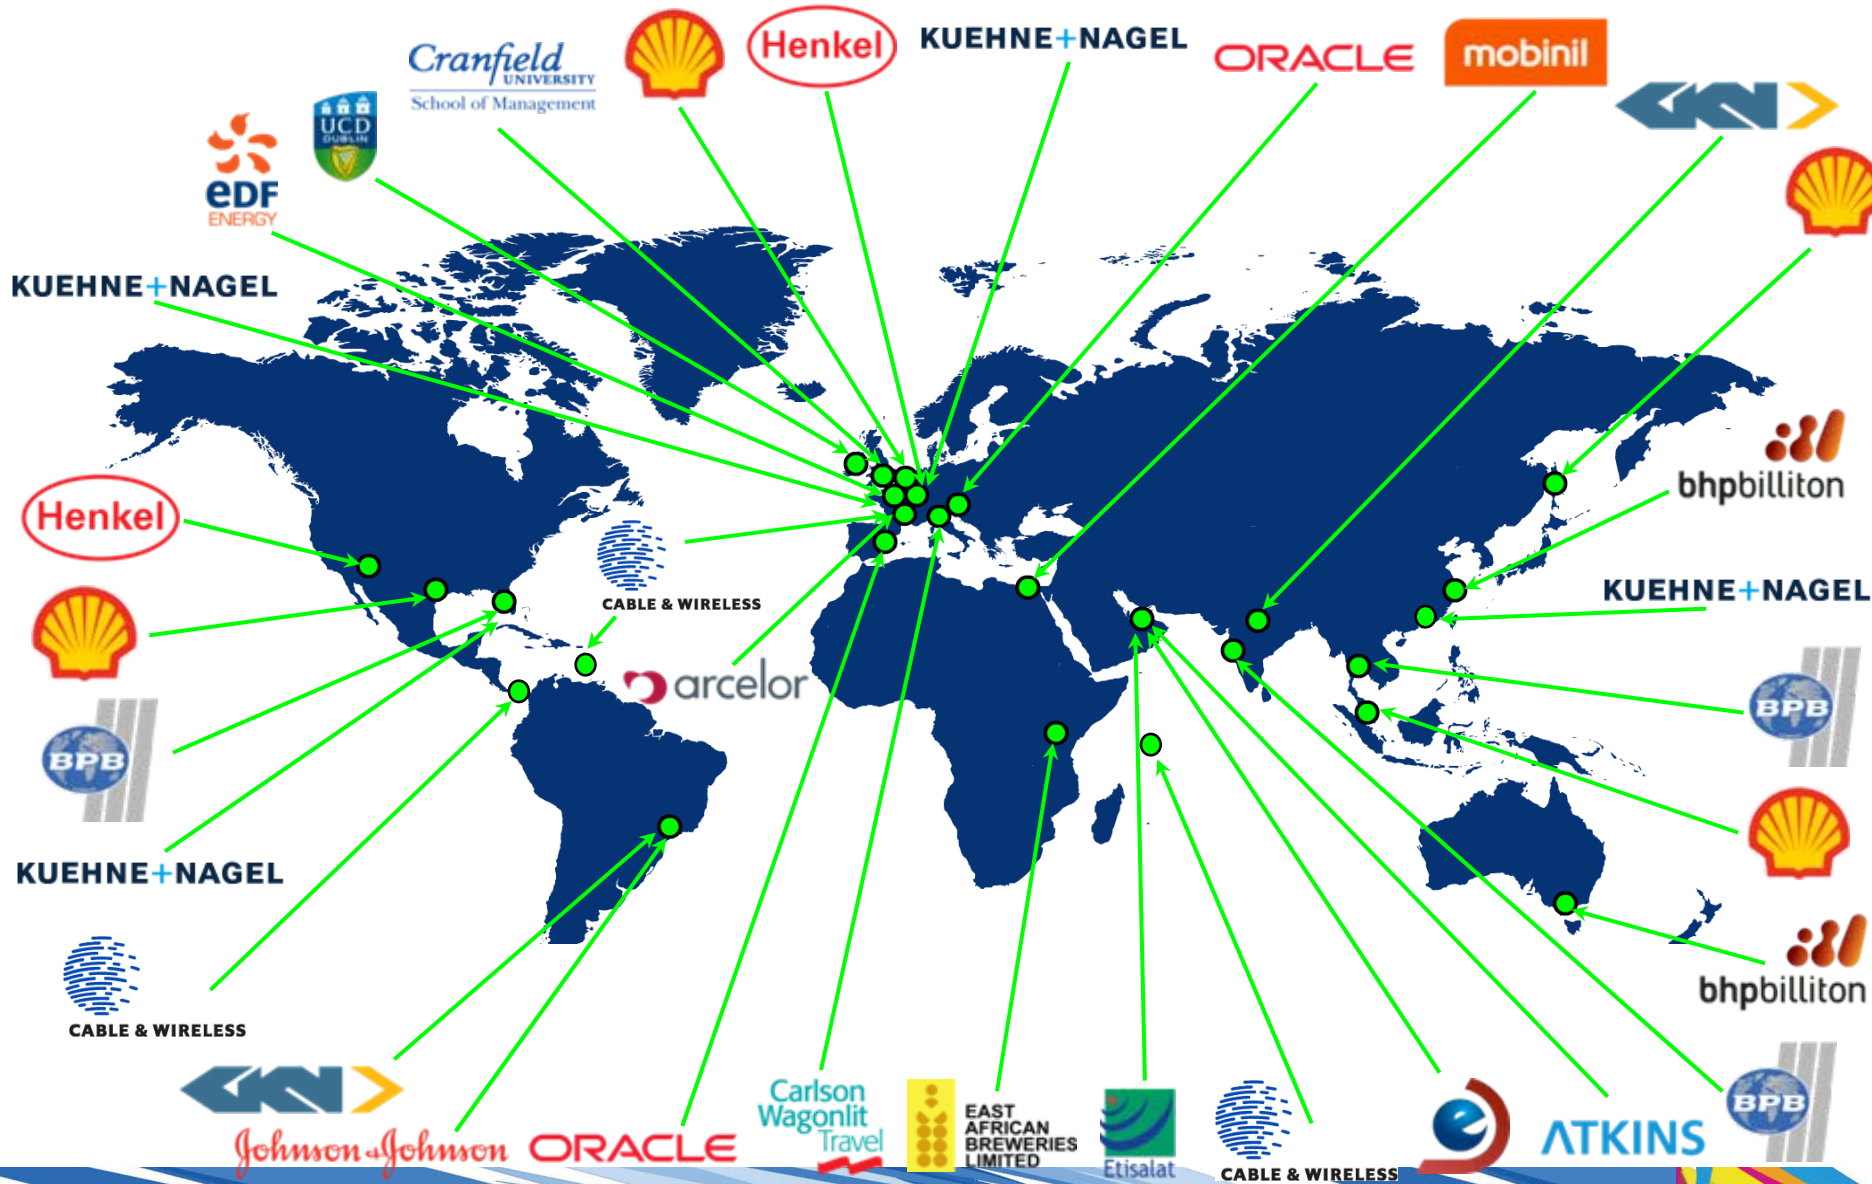 Cranfield
UNIVERSITY
School of Management
Henkel
KUEHNE+NAGEL
ORACLE
mobinil
GKN
UCD
DUBLIN
eDF
ENERGY
KUEHNE+NAGEL
Henkel
CABLE & WIRELESS
arcelor
bhpbilliton
KUEHNE+NAGEL
BPB
BPB
KUEHNE+NAGEL
CABLE & WIRELESS
bhpbilliton
GKN
Johnson+Johnson
ORACLE
Carlson
Wagonlit
Travel
EAST
AFRICAN
BREWERIES
LIMITED
Etisalat
CABLE & WIRELESS
e
ATKINS
BPB